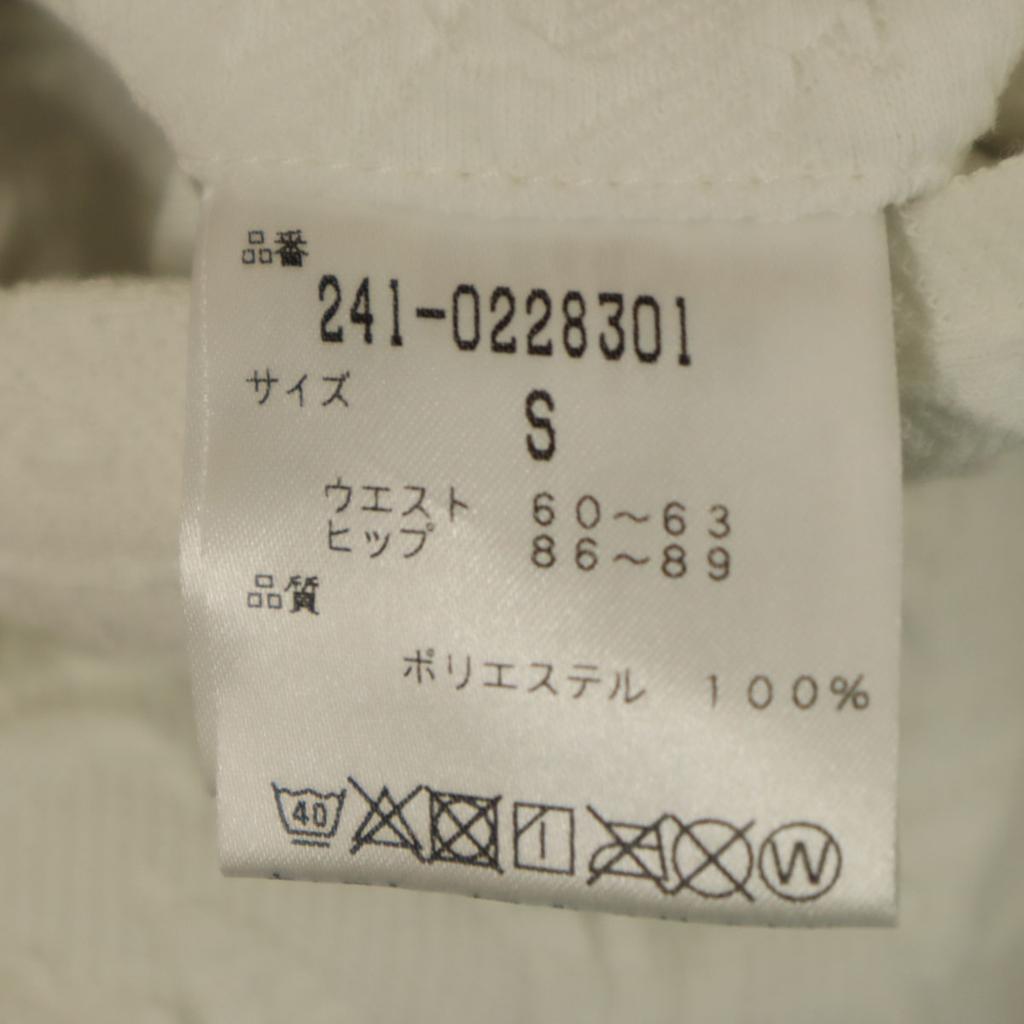 品番
241-0228301
サイズ
S
ウエスト 60〜63
ヒップ 86〜89
品質
ポリエステル 100%
40 W